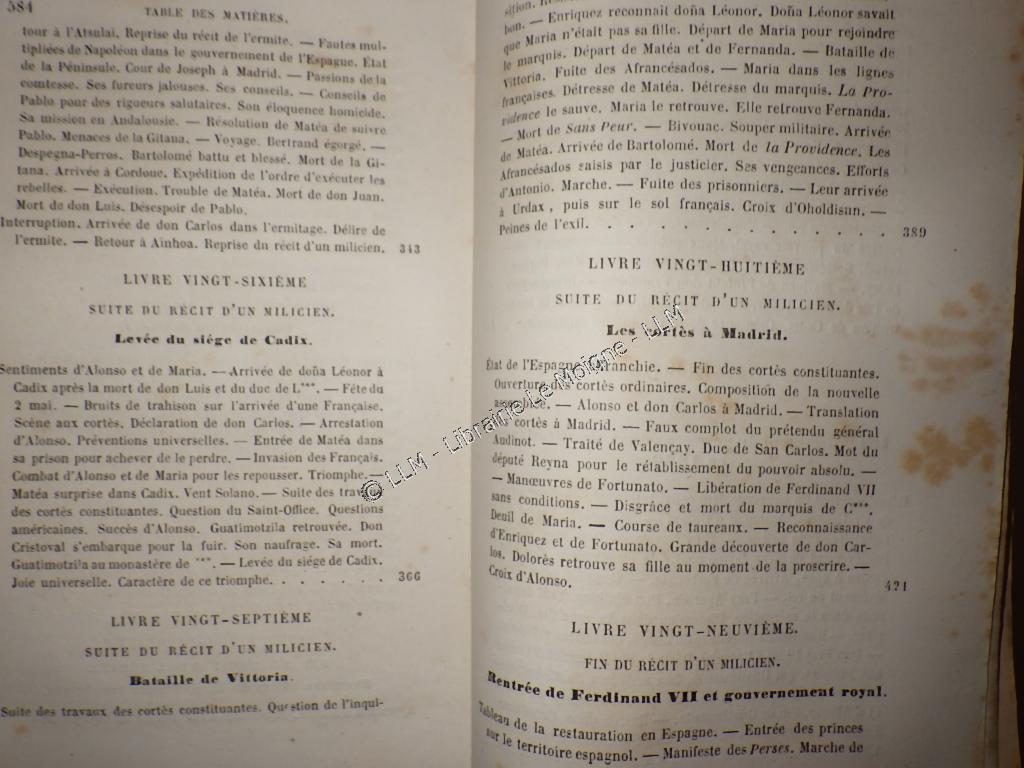 584
TABLE DES MATIÈRES.
tour à l'Atsulai. Reprise du récit de l'ermite. — Fautes mul-
tipliées de Napoléon dans le gouvernement de l'Espagne. État
de la Péninsule. Cour de Joseph à Madrid. — Passions de la
comtesse. Ses fureurs jalouses. Ses conseils. — Conseils de
Pablo pour des rigueurs salutaires. Son éloquence homicide.
Sa mission en Andalousie. — Résolution de Matéa de suivre
Pablo. Menaces de la Gitana. — Voyage. Bertrand égorgé. —
Despegna-Perros. Bartolomé battu et blessé. Mort de la Gi-
tana. Arrivée à Cordoue. Expédition de l'ordre d'exécuter les
rebelles. — Exécution. Trouble de Matéa. Mort de don Juan.
Mort de don Luis. Désespoir de Pablo.
Interruption. Arrivée de don Carlos dans l'ermitage. Délire de
l'ermite. — Retour à Aïnhoa. Reprise du récit d'un milicien. 343
LIVRE VINGT-SIXIÈME
SUITE DU RÉCIT D'UN MILICIEN.
Levée du siége de Cadix.
Sentiments d'Alonso et de Maria. — Arrivée de doña Léonor à
Cadix après la mort de don Luis et du duc de L***. — Fête du
2 mai. — Bruits de trahison sur l'arrivée d'une Française.
Scène aux cortès. Déclaration de don Carlos. — Arrestation
d'Alonso. Préventions universelles. — Entrée de Matéa dans
sa prison pour achever de le perdre. — Invasion des Français.
Combat d'Alonso et de Maria pour les repousser. Triomphe. —
Matéa surprise dans Cadix. Vent Solano. — Suite des travaux
des cortès constituantes. Question du Saint-Office. Questions
américaines. Succès d'Alonso. Guatimotzila retrouvée. Don
Cristoval s'embarque pour la fuir. Son naufrage. Sa mort.
Guatimotzila au monastère de ***. — Levée du siége de Cadix.
Joie universelle. Caractère de ce triomphe. . . . . . . . 366
LIVRE VINGT-SEPTIÈME
SUITE DU RÉCIT D'UN MILICIEN.
Bataille de Vittoria.
Suite des travaux des cortès constituantes. Question de l'inqui-
sition.
bon. — Enriquez reconnaît doña Léonor. Doña Léonor savait
que Maria n'était pas sa fille. Départ de Maria pour rejoindre
le marquis. Départ de Matéa et de Fernanda. — Bataille de
Vittoria. Fuite des Afrancésados. — Maria dans les lignes
françaises. Détresse de Matéa. Détresse du marquis. La Pro-
vidence le sauve. Maria le retrouve. Elle retrouve Fernanda.
— Mort de Sans Peur. — Bivouac. Souper militaire. Arrivée
de Matéa. Arrivée de Bartolomé. Mort de la Providence. Les
Afrancésados saisis par le justicier. Ses vengeances. Efforts
d'Antonio. Marche. — Fuite des prisonniers. — Leur arrivée
à Urdax, puis sur le sol français. Croix d'Oholdisun. —
Peines de l'exil. . . . . . . . . . . . . . 389
LIVRE VINGT-HUITIÈME
SUITE DU RÉCIT D'UN MILICIEN.
Les cortès à Madrid.
État de l'Espagne affranchie. — Fin des cortès constituantes.
Ouverture des cortès ordinaires. Composition de la nouvelle
assemblée. — Alonso et don Carlos à Madrid. — Translation
des cortès à Madrid. — Faux complot du prétendu général
Audinot. — Traité de Valençay. Duc de San Carlos. Mot du
député Reyna pour le rétablissement du pouvoir absolu. —
— Manœuvres de Fortunato. — Libération de Ferdinand VII
sans conditions. — Disgrâce et mort du marquis de C***.
Deuil de Maria. — Course de taureaux. — Reconnaissance
d'Enriquez et de Fortunato. Grande découverte de don Car-
los. Dolorès retrouve sa fille au moment de la proscrire. —
Croix d'Alonso. 421
LIVRE VINGT-NEUVIÈME.
FIN DU RÉCIT D'UN MILICIEN.
Rentrée de Ferdinand VII et gouvernement royal.
Tableau de la restauration en Espagne. — Entrée des princes
sur le territoire espagnol. — Manifeste des Perses. Marche de
© LLM - Librairie Le Moigne - LLM